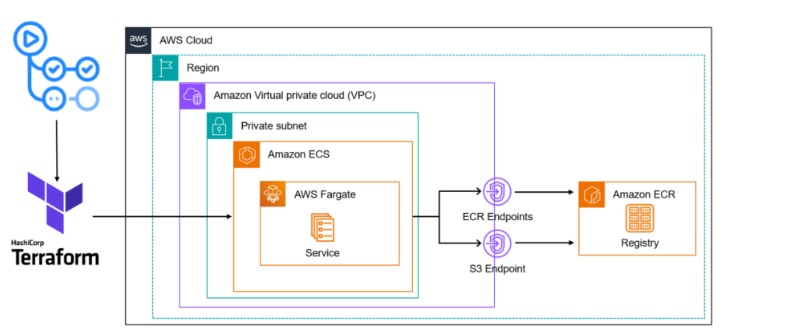 aws
AWS Cloud
Region
Amazon Virtual private cloud (VPC)
Private subnet
Amazon ECS
AWS Fargate
Service
ECR Endpoints
S3 Endpoint
Amazon ECR
Registry
HashiCorp
Terraform